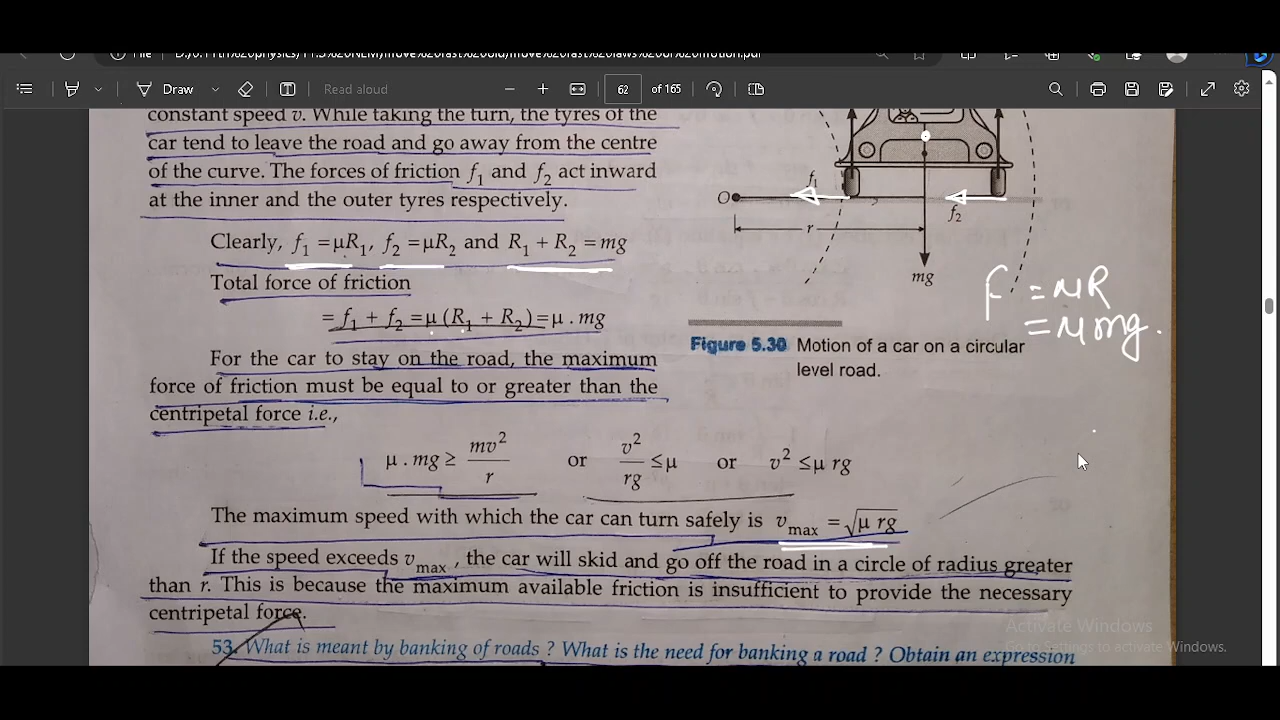 Draw
Read aloud
62 of 165
constant speed v. While taking the turn, the tyres of the
car tend to leave the road and go away from the centre
of the curve. The forces of friction f₁ and f₂ act inward
at the inner and the outer tyres respectively.
Clearly, f₁ = μR₁, f₂ = μR₂ and R₁ + R₂ = mg
Total force of friction
= f₁ + f₂ = μ (R₁ + R₂) = μ . mg
For the car to stay on the road, the maximum
force of friction must be equal to or greater than the
centripetal force i.e.,
O
f₁
f₂
r
mg
F = μR
= μmg.
Figure 5.30 Motion of a car on a circular
level road.
μ . mg ≥ mv²/r or v²/rg ≤ μ or v² ≤ μ rg
The maximum speed with which the car can turn safely is v max = √μ rg
If the speed exceeds v max , the car will skid and go off the road in a circle of radius greater
than r. This is because the maximum available friction is insufficient to provide the necessary
centripetal force.
53. What is meant by banking of roads ? What is the need for banking a road ? Obtain an expression
Activate Windows
Go to Settings to activate Windows.